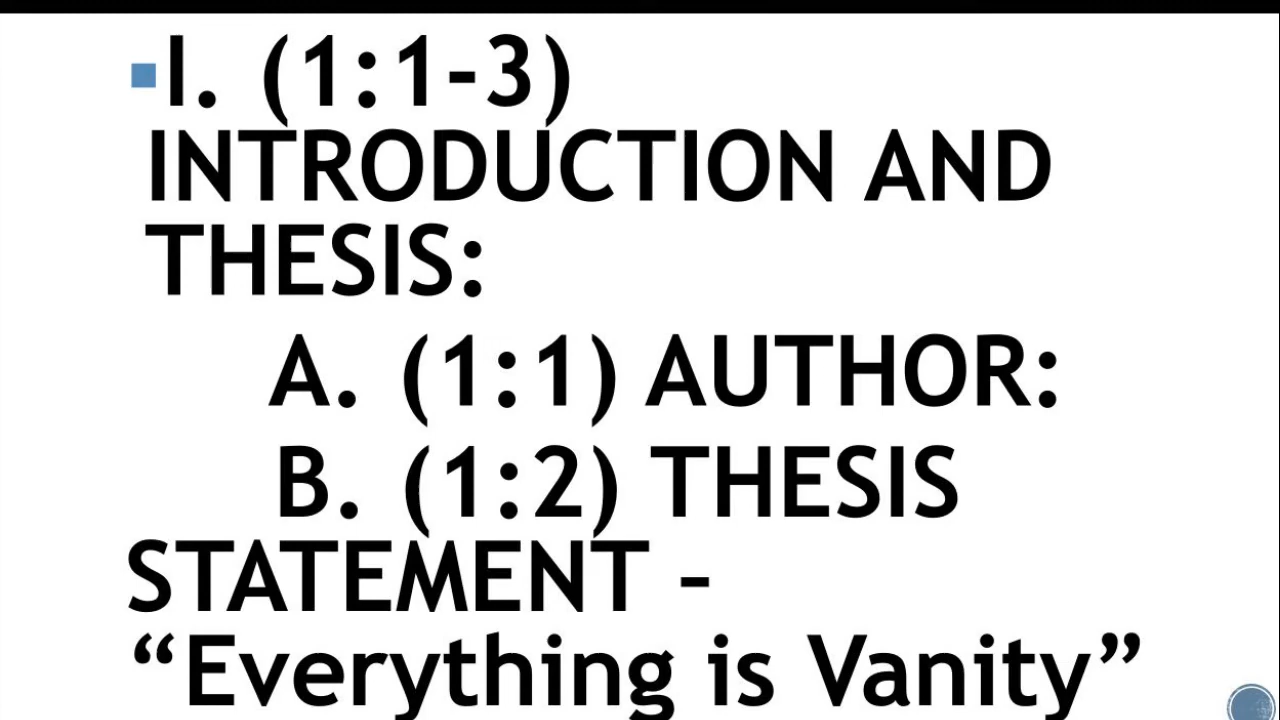 I. (1:1-3)
INTRODUCTION AND
THESIS:
A. (1:1) AUTHOR:
B. (1:2) THESIS
STATEMENT –
“Everything is Vanity”